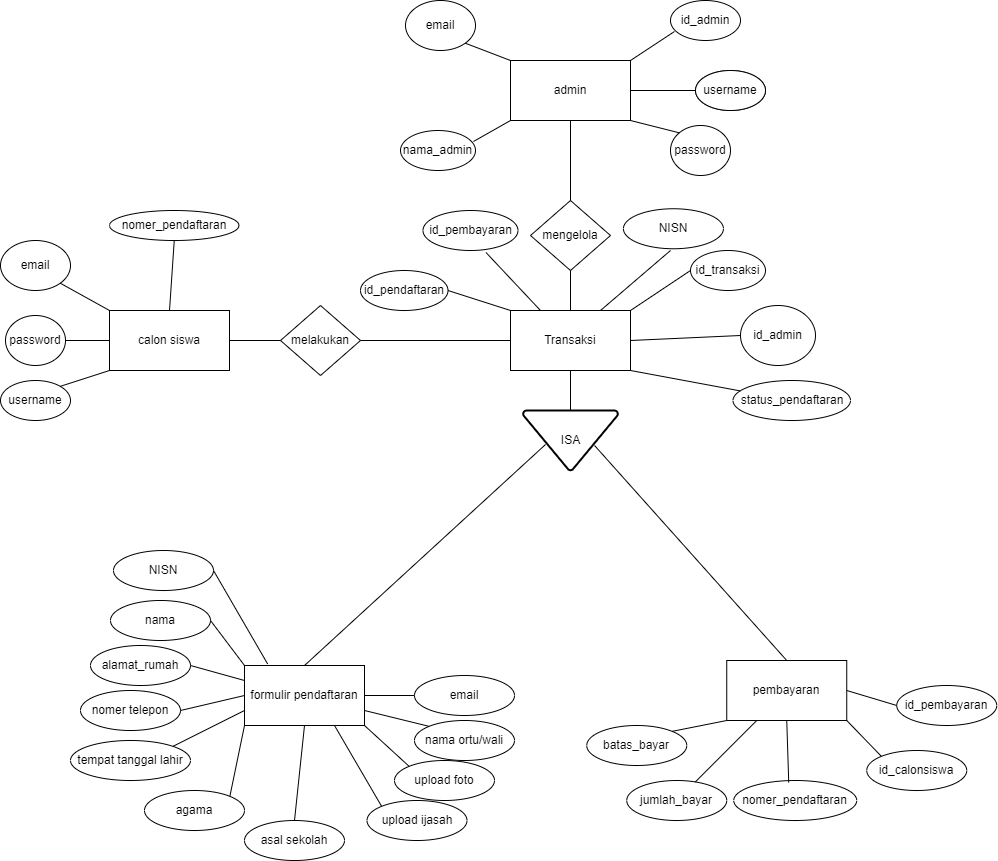 email
id_admin
admin
username
nama_admin
password
nomer_pendaftaran
id_pembayaran
mengelola
NISN
email
id_pendaftaran
id_transaksi
password
calon siswa
melakukan
Transaksi
id_admin
username
status_pendaftaran
ISA
NISN
nama
alamat_rumah
formulir pendaftaran
email
pembayaran
id_pembayaran
nomer telepon
nama ortu/wali
batas_bayar
tempat tanggal lahir
upload foto
id_calonsiswa
agama
upload ijasah
jumlah_bayar
nomer_pendaftaran
asal sekolah